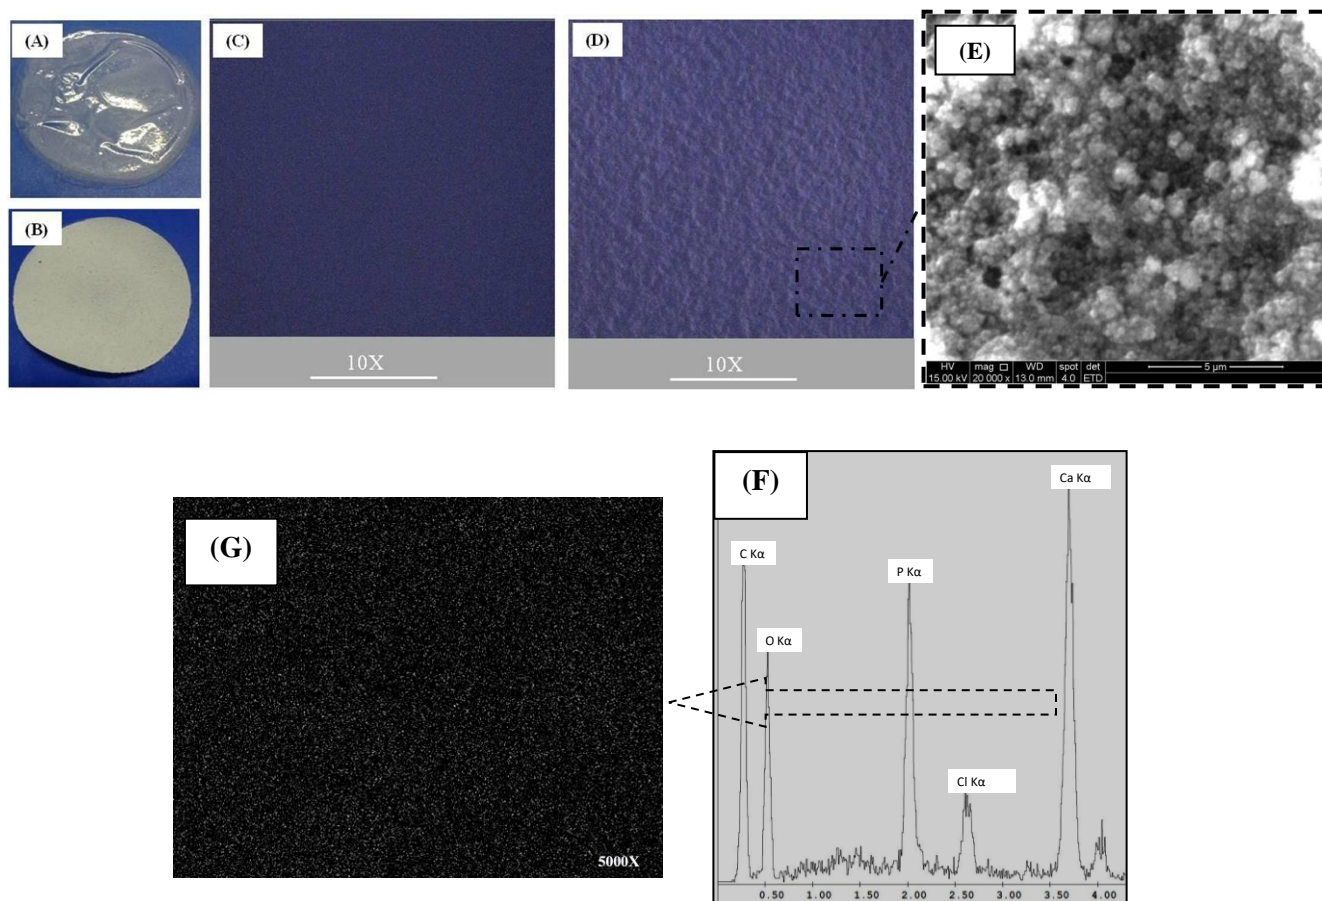 (A)
(B)
(C)
10X
(D)
10X
(E)
HV mag □ WD spot det
15.00 kV 20 000 x 13.0 mm 4.0 ETD
5 µm
(G)
5000X
(F)
C Kα
O Kα
P Kα
Cl Kα
Ca Kα
0.50 1.00 1.50 2.00 2.50 3.00 3.50 4.00